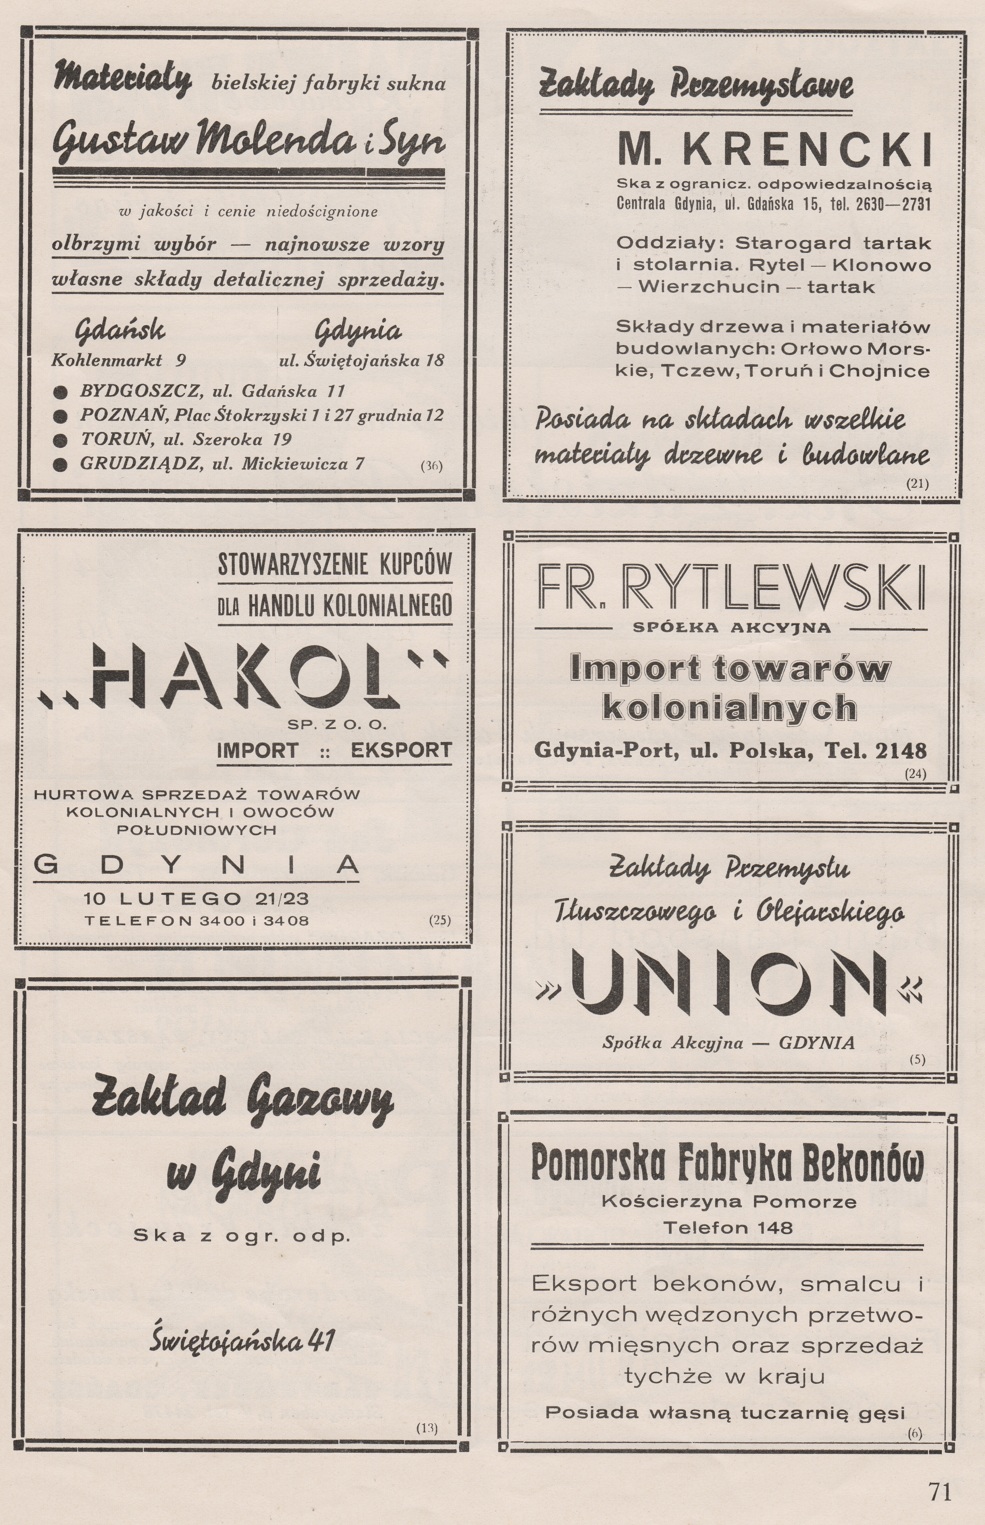 Materiały bielskiej fabryki sukna
Gustaw Molenda i Syn
w jakości i cenie niedoścignione
olbrzymi wybór — najnowsze wzory
własne składy detalicznej sprzedaży.
Gdańsk Gdynia
Kohlenmarkt 9 ul. Świętojańska 18
● BYDGOSZCZ, ul. Gdańska 11
● POZNAŃ, Plac Stokrzyski 1 i 27 grudnia 12
● TORUŃ, ul. Szeroka 19
● GRUDZIĄDZ, ul. Mickiewicza 7 (36)
Zakłady Przemysłowe
M. KRENCKI
Ska z ogranicz. odpowiedzalnością
Centrala Gdynia, ul. Gdańska 15, tel. 2630—2731
Oddziały: Starogard tartak
i stolarnia. Rytel — Klonowo
— Wierzchucin — tartak
Składy drzewa i materiałów
budowlanych: Orłowo Mors-
kie, Tczew, Toruń i Chojnice
Posiada na składach wszelkie
materiały drzewne i budowlane
(21)
STOWARZYSZENIE KUPCÓW
DLA HANDLU KOLONIALNEGO
„HAKOL”
SP. Z O. O.
IMPORT :: EKSPORT
HURTOWA SPRZEDAŻ TOWARÓW
KOLONIALNYCH I OWOCÓW
POŁUDNIOWYCH
GDYNIA
10 LUTEGO 21/23
TELEFON 3400 i 3408 (25)
FR. RYTLEWSKI
SPÓŁKA AKCYJNA
Import towarów
kolonialnych
Gdynia-Port, ul. Polska, Tel. 2148
(24)
Zakłady Przemysłu
Tłuszczowego i Olejarskiego
»UNION«
Spółka Akcyjna — GDYNIA
(5)
Zakład Gazowy
w Gdyni
Ska z ogr. odp.
Świętojańska 41
(13)
Pomorska Fabryka Bekonów
Kościerzyna Pomorze
Telefon 148
Eksport bekonów, smalcu i
różnych wędzonych przetwo-
rów mięsnych oraz sprzedaż
tychże w kraju
Posiada własną tuczarnię gęsi
(6)
71